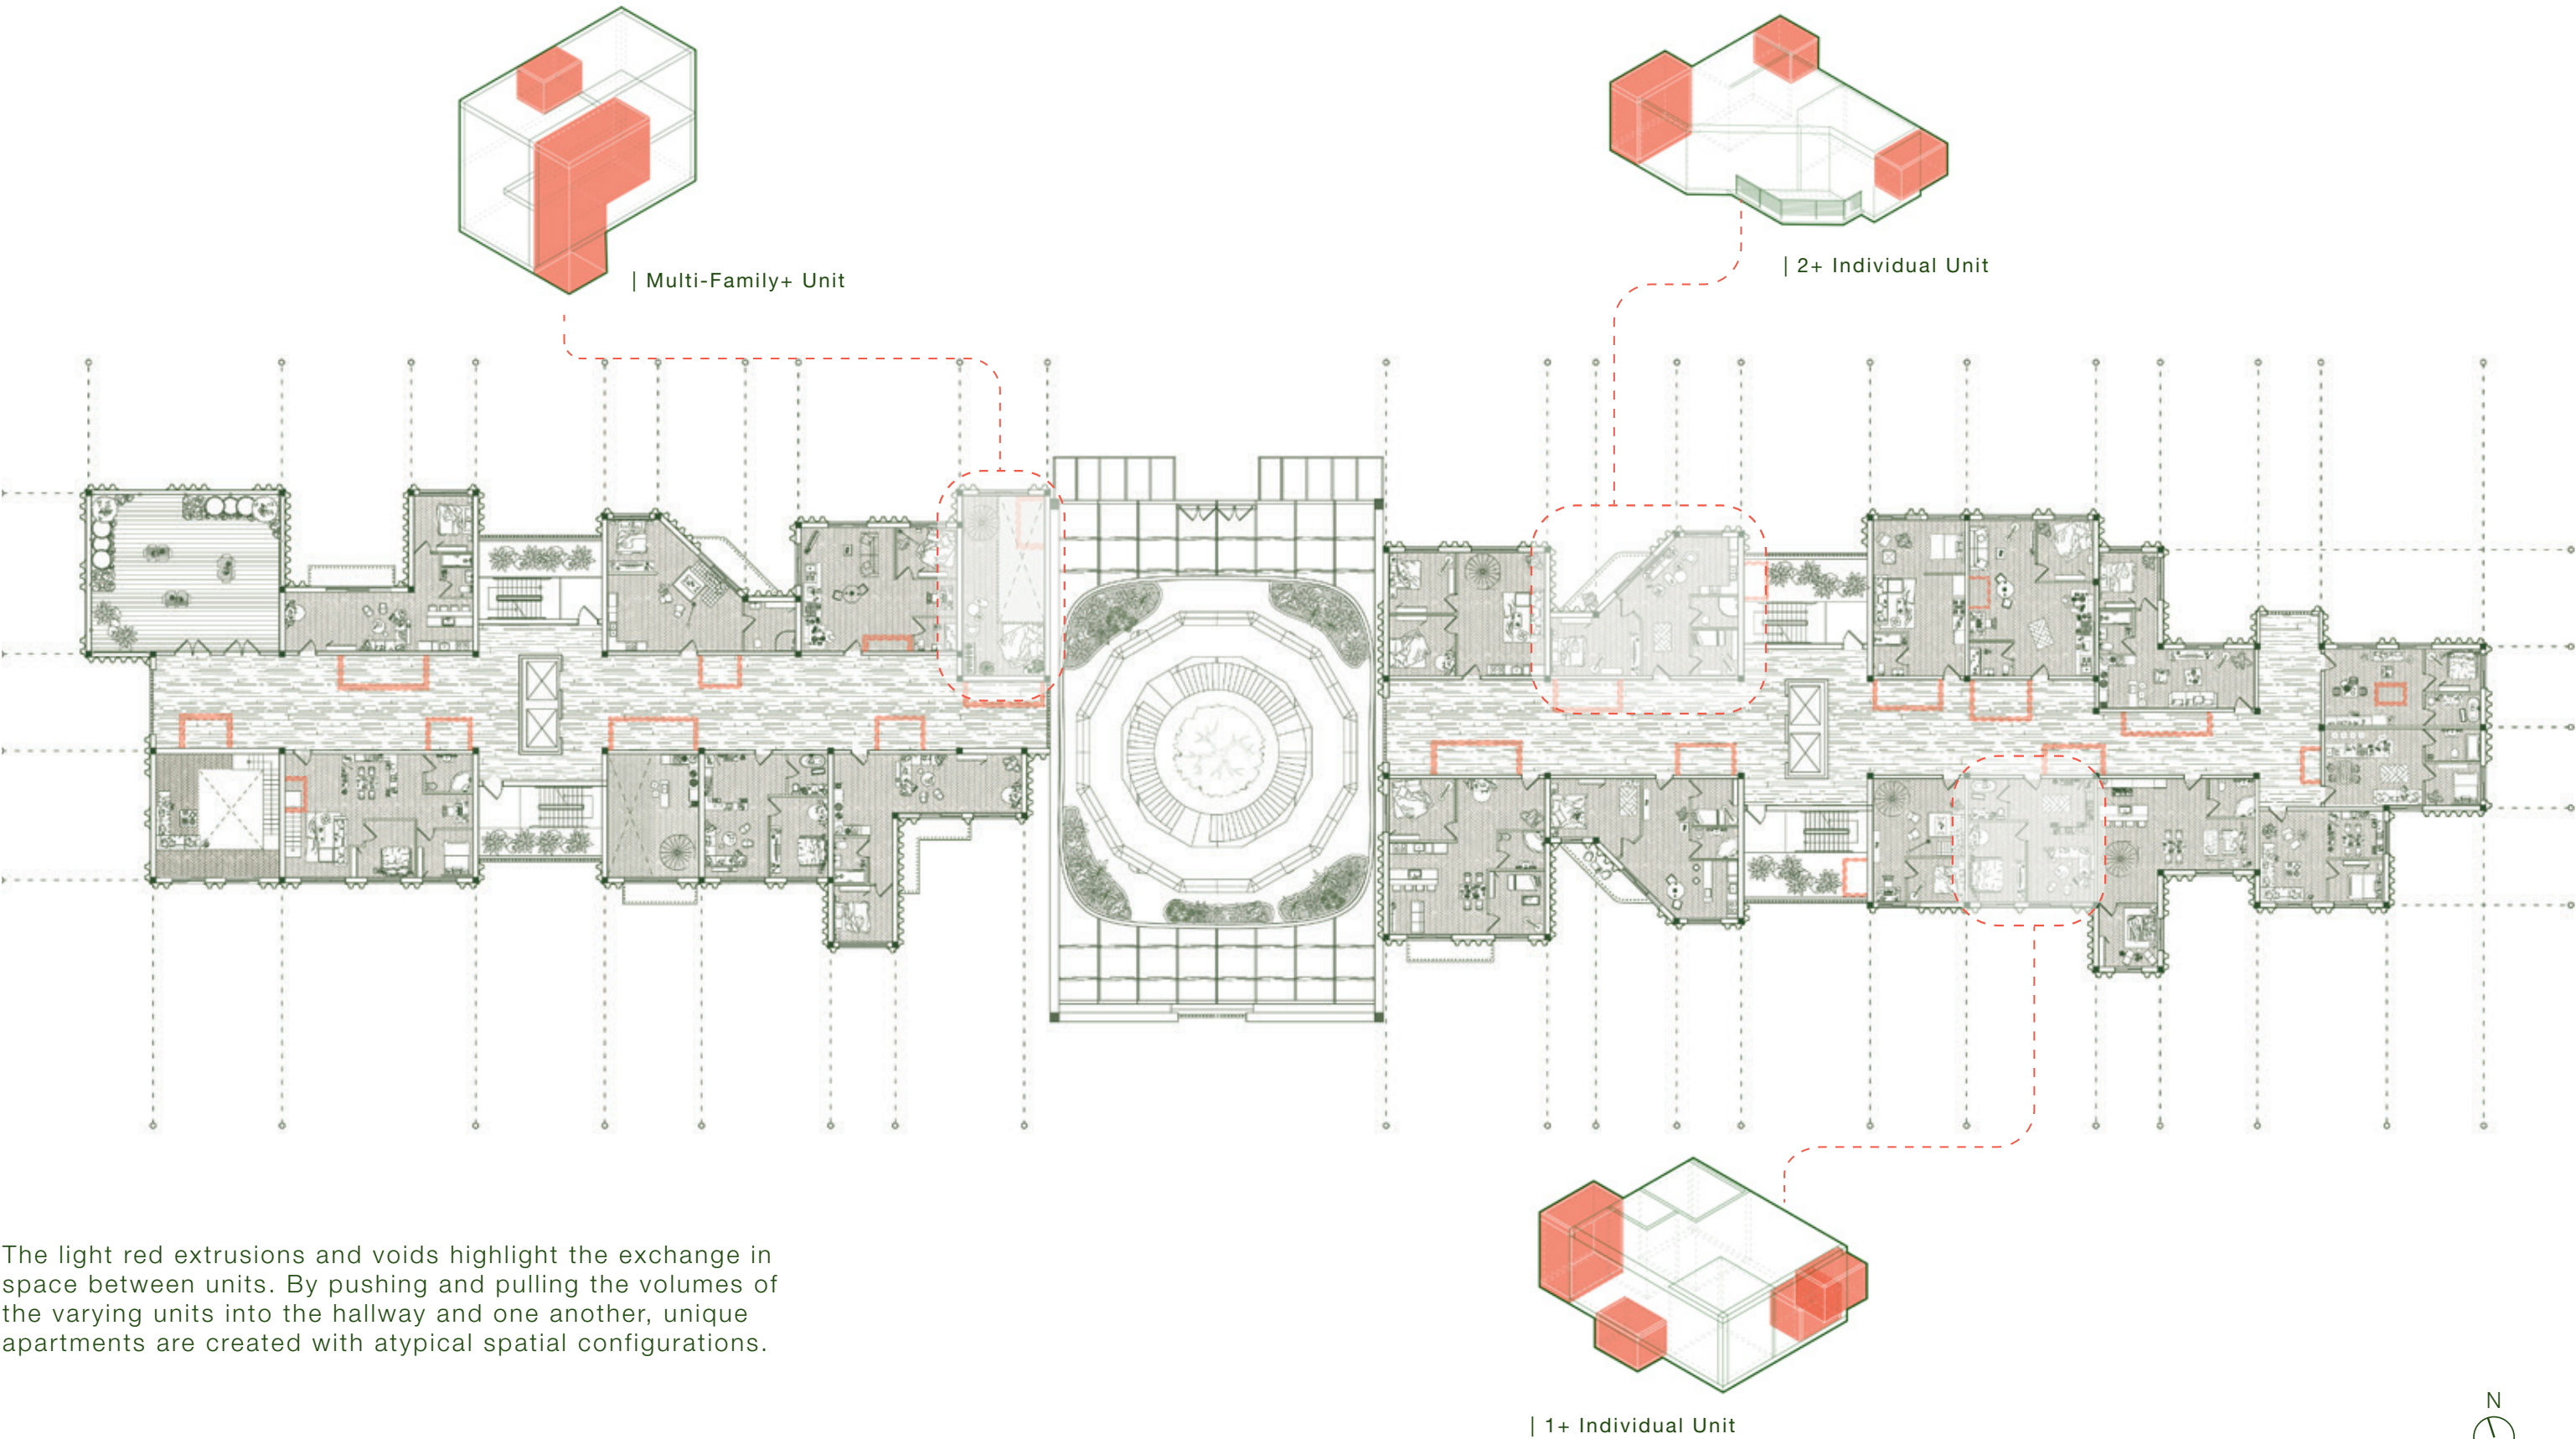 | Multi-Family+ Unit
| 2+ Individual Unit
The light red extrusions and voids highlight the exchange in
space between units. By pushing and pulling the volumes of
the varying units into the hallway and one another, unique
apartments are created with atypical spatial configurations.
| 1+ Individual Unit
N